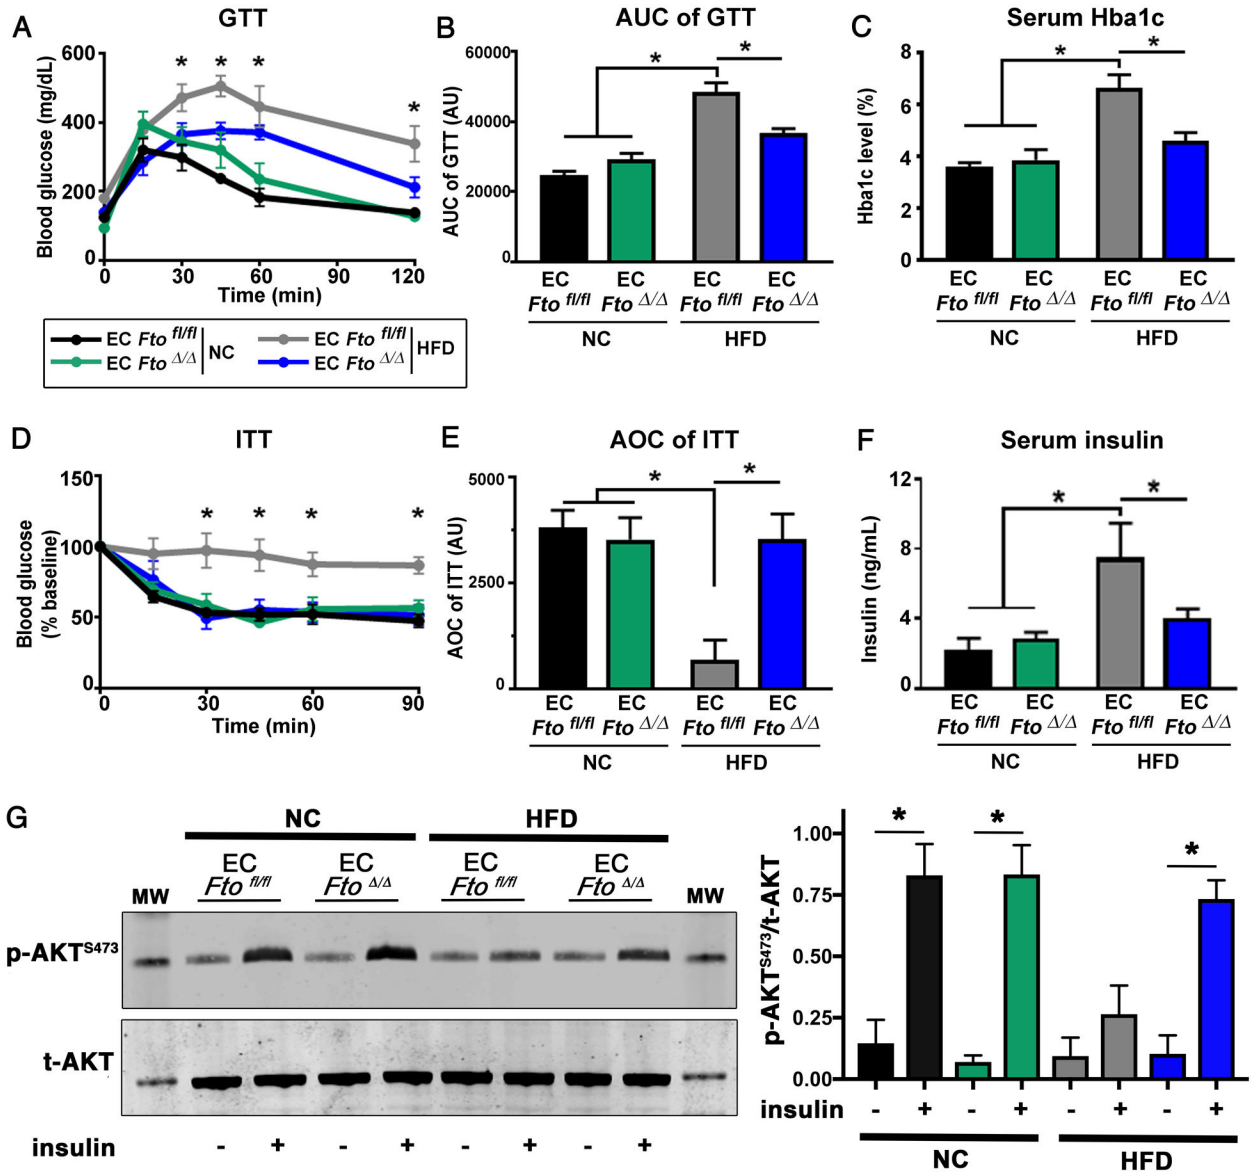 A
GTT
Blood glucose (mg/dL)
600
400
200
0
* * * *
0 30 60 90 120
Time (min)
EC Fto fl/fl
EC Fto Δ/Δ
NC
EC Fto fl/fl
EC Fto Δ/Δ
HFD
B
AUC of GTT
AUC of GTT (AU)
60000
40000
20000
0
* *
EC EC EC EC
Fto fl/fl Fto Δ/Δ Fto fl/fl Fto Δ/Δ
NC HFD
C
Serum Hba1c
Hba1c level (%)
8
6
4
2
0
* *
EC EC EC EC
Fto fl/fl Fto Δ/Δ Fto fl/fl Fto Δ/Δ
NC HFD
D
ITT
Blood glucose
(% baseline)
150
100
50
0
* * * *
0 30 60 90
Time (min)
E
AOC of ITT
AOC of ITT (AU)
5000
2500
0
* *
EC EC EC EC
Fto fl/fl Fto Δ/Δ Fto fl/fl Fto Δ/Δ
NC HFD
F
Serum insulin
Insulin (ng/mL)
12
8
4
0
* *
EC EC EC EC
Fto fl/fl Fto Δ/Δ Fto fl/fl Fto Δ/Δ
NC HFD
G
NC HFD
EC EC EC EC
MW Fto fl/fl Fto Δ/Δ Fto fl/fl Fto Δ/Δ MW
p-AKTS473
t-AKT
insulin - + - + - + - +
p-AKTS473/t-AKT
1.00
0.75
0.50
0.25
0.00
* * *
insulin - + - + - + - +
NC HFD